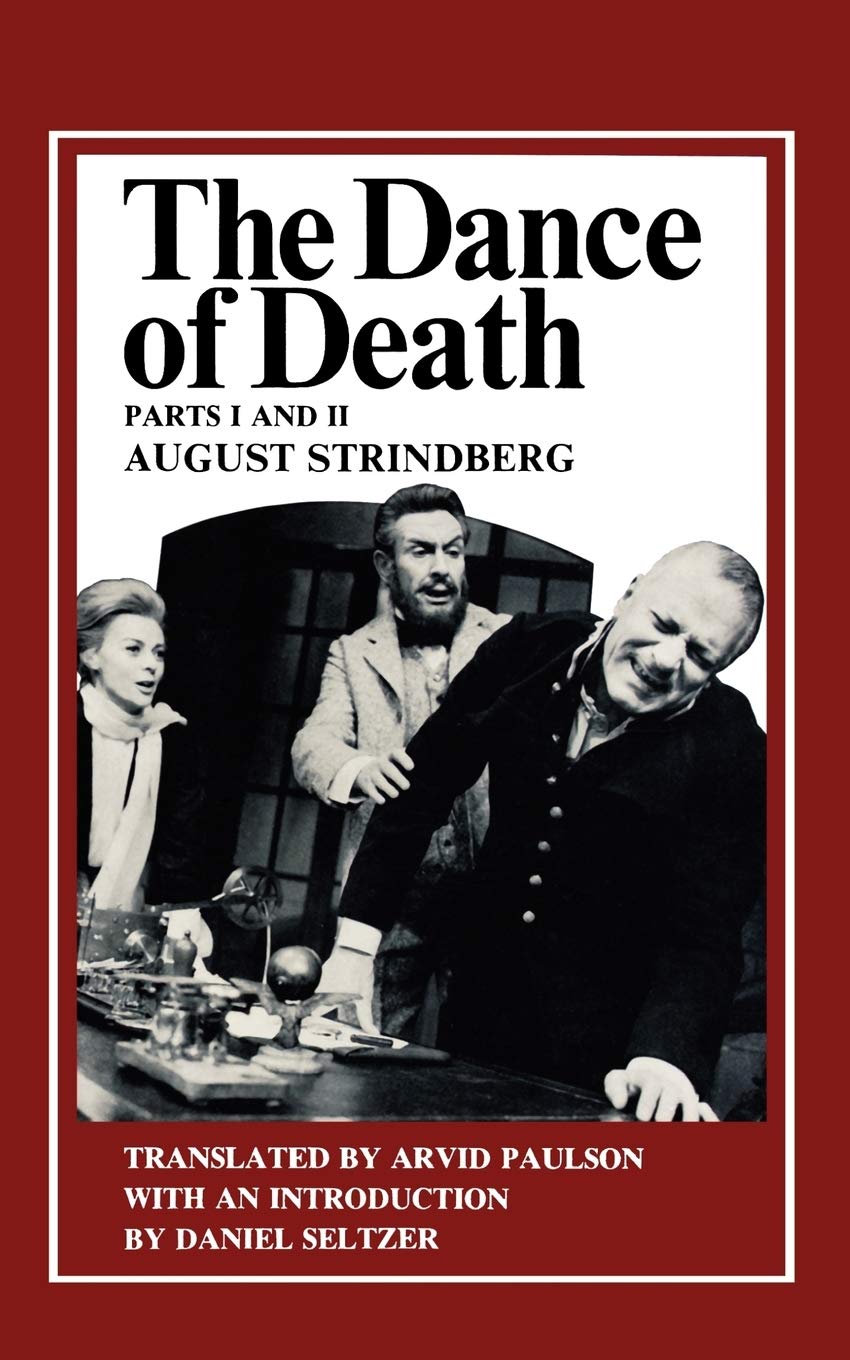 The Dance
of Death
PARTS I AND II
AUGUST STRINDBERG
TRANSLATED BY ARVID PAULSON
WITH AN INTRODUCTION
BY DANIEL SELTZER